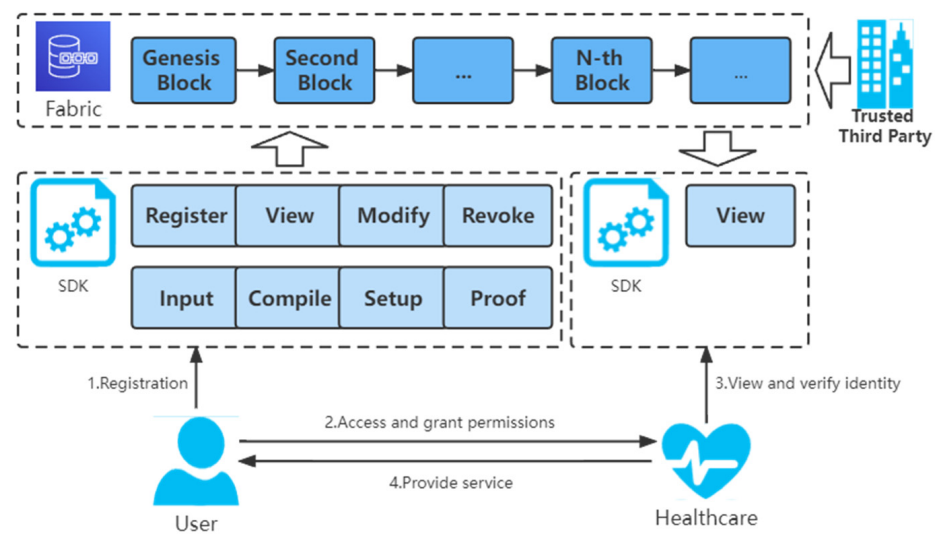 Genesis
Block
Second
Block
...
N-th
Block
...
Fabric
Trusted
Third Party
Register
View
Modify
Revoke
SDK
Input
Compile
Setup
Proof
View
SDK
1.Registration
3.View and verify identity
2.Access and grant permissions
4.Provide service
User
Healthcare